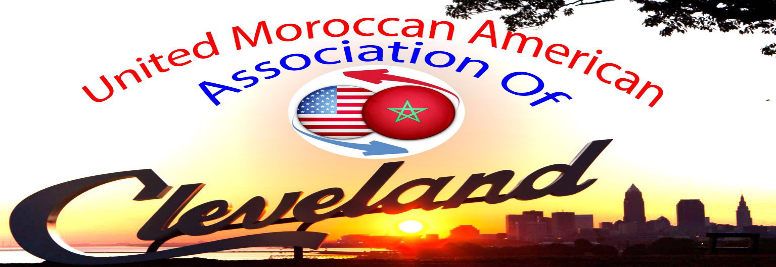 United Moroccan American
Association Of
Cleveland